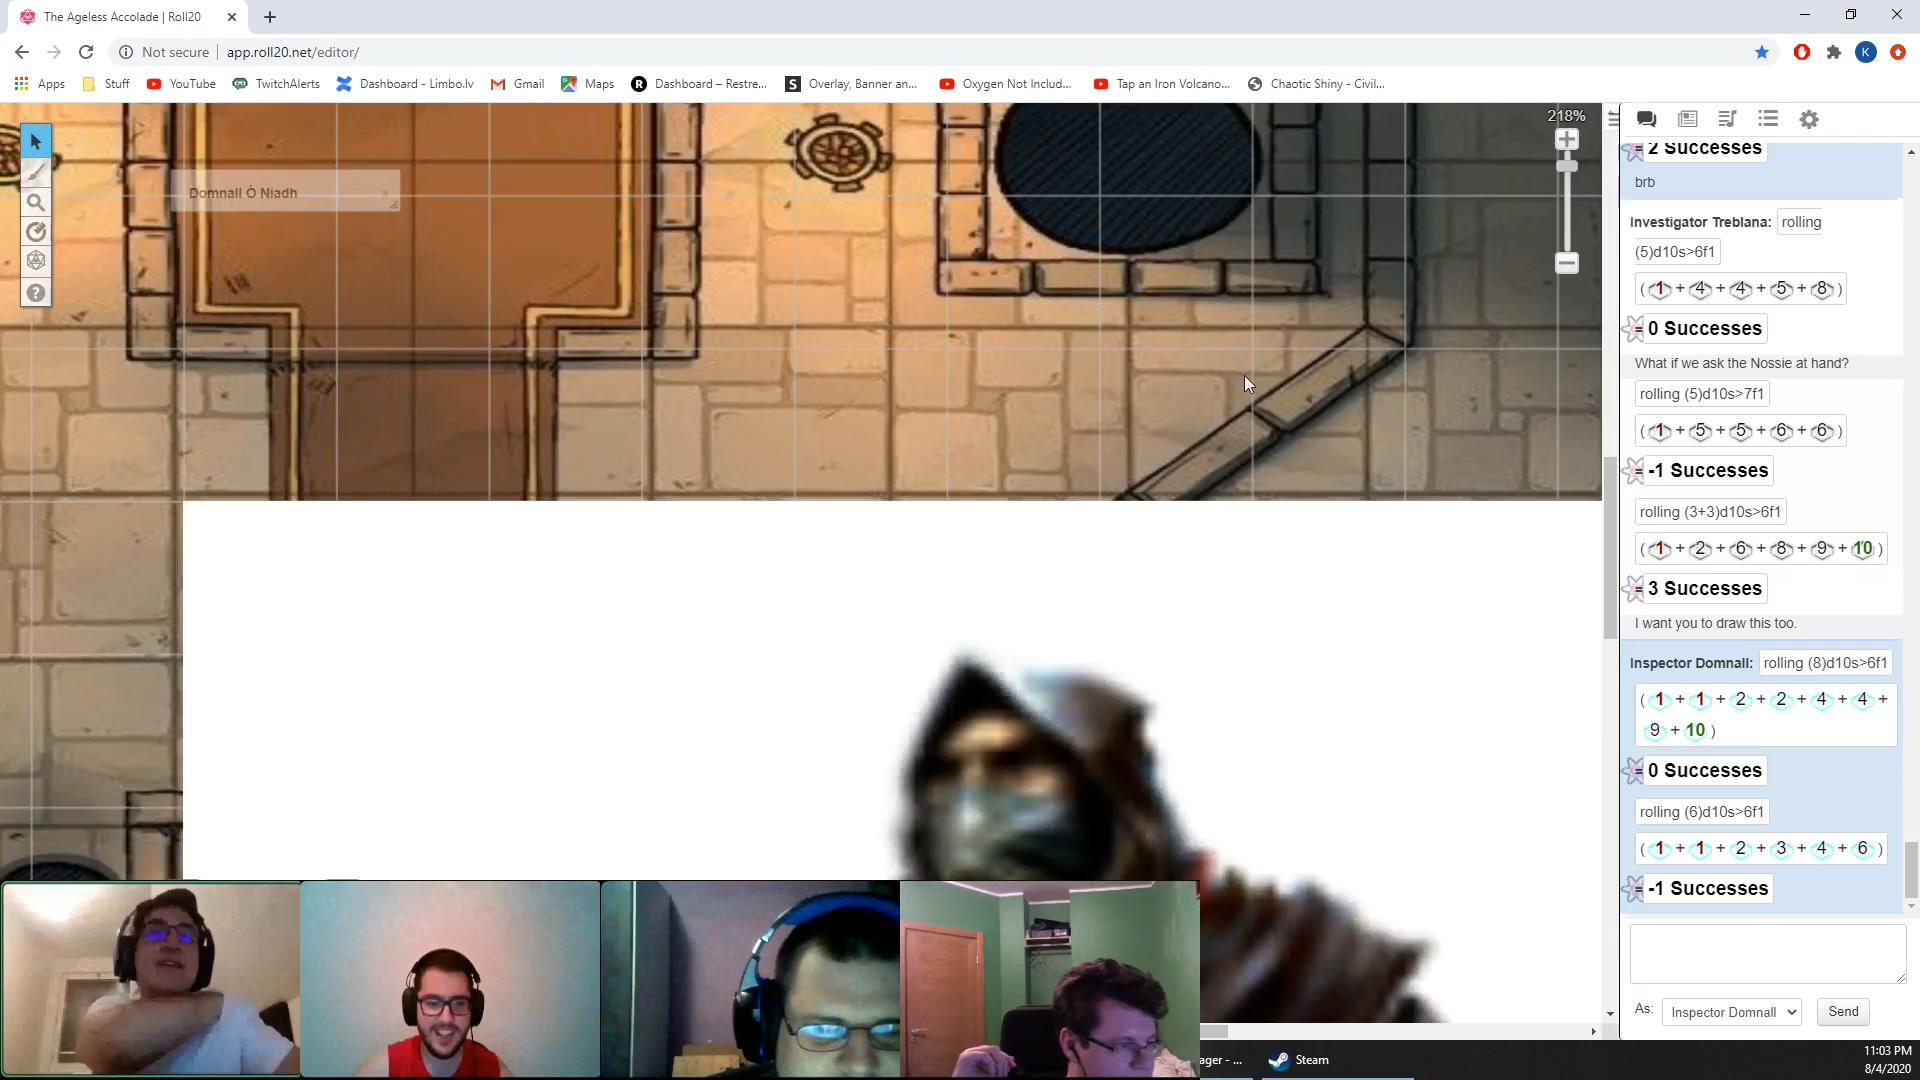 The Ageless Accolade | Roll20
Not secure
app.roll20.net/editor/
K
Apps
Stuff
YouTube
TwitchAlerts
Dashboard - Limbo.lv
Gmail
Maps
Dashboard – Restre...
Overlay, Banner an...
Oxygen Not Includ...
Tap an Iron Volcano...
Chaotic Shiny - Civil...
218%
Domnall Ó Niadh
= 2 Successes
brb
Investigator Treblana: rolling
(5)d10s>6f1
(1 + 4 + 4 + 5 + 8)
= 0 Successes
What if we ask the Nossie at hand?
rolling (5)d10s>7f1
(1 + 5 + 5 + 6 + 6)
= -1 Successes
rolling (3+3)d10s>6f1
(1 + 2 + 6 + 8 + 9 + 10)
= 3 Successes
I want you to draw this too.
Inspector Domnall: rolling (8)d10s>6f1
(1 + 1 + 2 + 2 + 4 + 4 +
9 + 10)
= 0 Successes
rolling (6)d10s>6f1
(1 + 1 + 2 + 3 + 4 + 6)
= -1 Successes
As: Inspector Domnall
Send
ager - ...
Steam
11:03 PM
8/4/2020